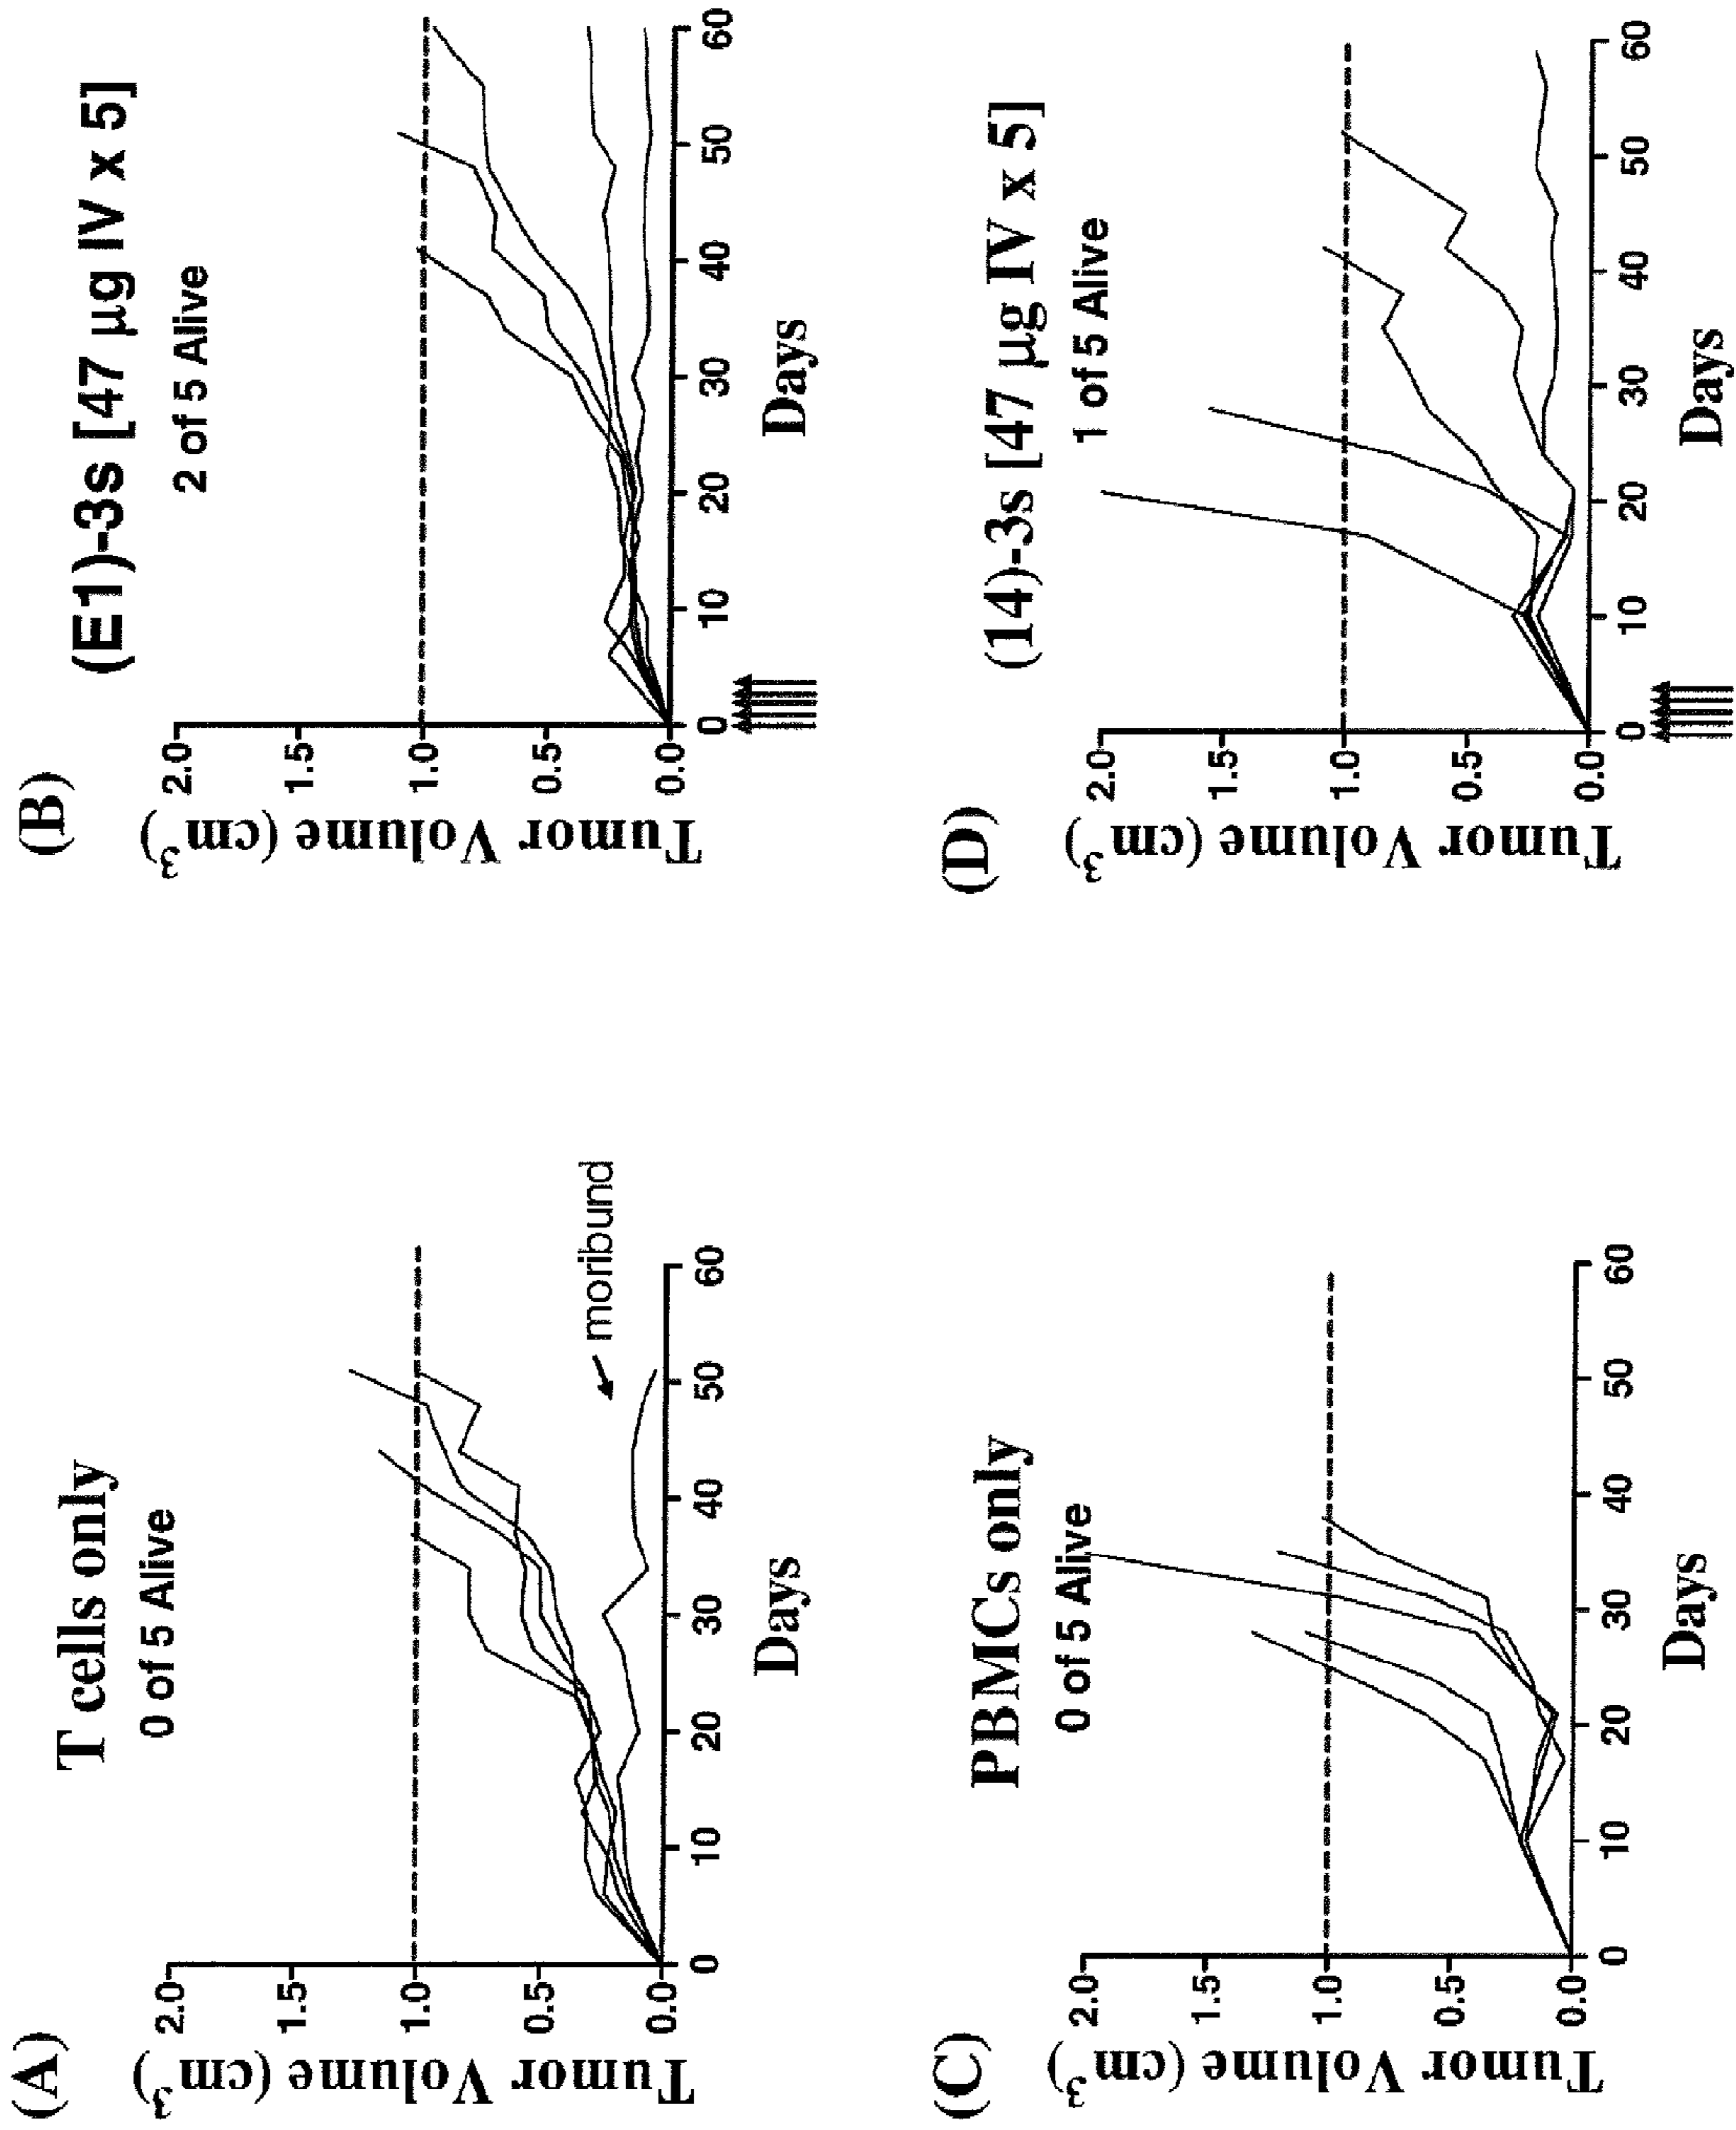 (A)
T cells only
0 of 5 Alive
Tumor Volume (cm³)
2.0
1.5
1.0
0.5
0.0
0 10 20 30 40 50 60
Days
moribund
(B)
(E1)-3s [47 µg IV x 5]
2 of 5 Alive
Tumor Volume (cm³)
2.0
1.5
1.0
0.5
0.0
0 10 20 30 40 50 60
Days
(C)
PBMCs only
0 of 5 Alive
Tumor Volume (cm³)
2.0
1.5
1.0
0.5
0.0
0 10 20 30 40 50 60
Days
(D)
(14)-3s [47 µg IV x 5]
1 of 5 Alive
Tumor Volume (cm³)
2.0
1.5
1.0
0.5
0.0
0 10 20 30 40 50 60
Days